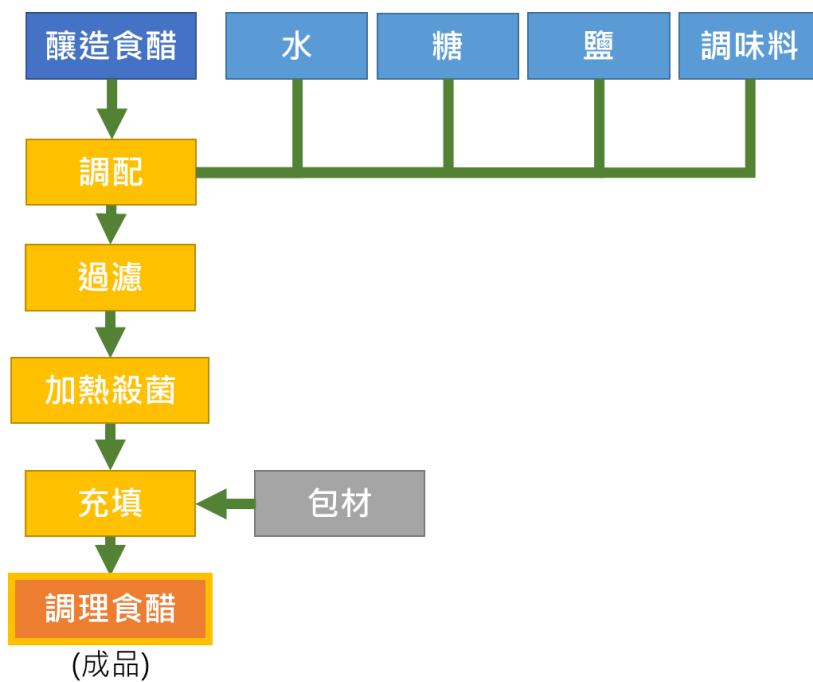 釀造食醋
水
糖
鹽
調味料
調配
過濾
加熱殺菌
充填
包材
調理食醋
(成品)